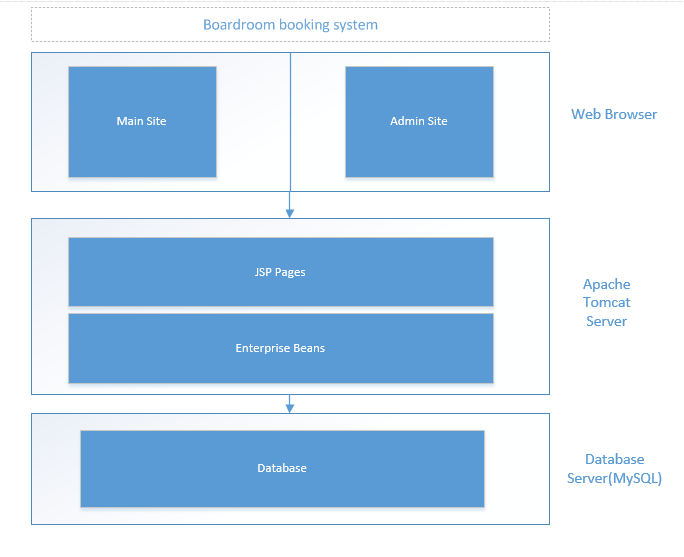 Boardroom booking system
Main Site
Admin Site
Web Browser
JSP Pages
Enterprise Beans
Apache
Tomcat
Server
Database
Database
Server(MySQL)